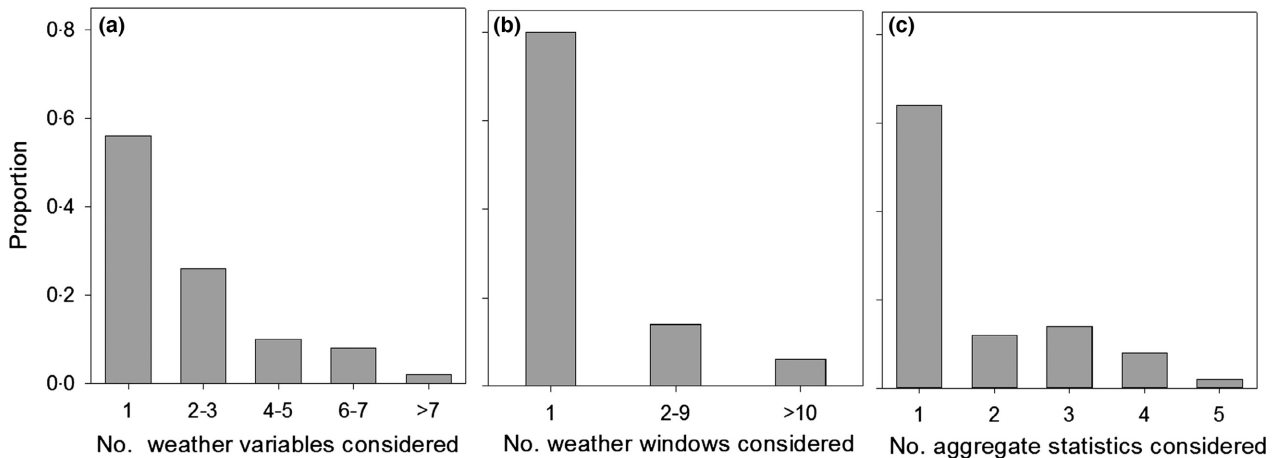 (a)
0·8
0·6
0·4
0·2
0·0
Proportion
1 2-3 4-5 6-7 >7
No. weather variables considered
(b)
1 2-9 >10
No. weather windows considered
(c)
1 2 3 4 5
No. aggregate statistics considered